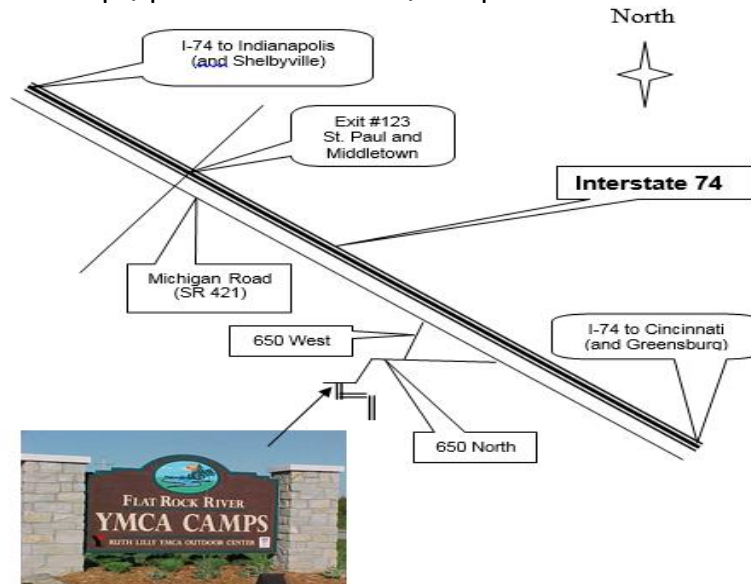 North
I-74 to Indianapolis
(and Shelbyville)
Exit #123
St. Paul and
Middletown
Interstate 74
Michigan Road
(SR 421)
650 West
I-74 to Cincinnati
(and Greensburg)
650 North
FLAT ROCK RIVER
YMCA CAMPS
RUTH LILLY YMCA OUTDOOR CENTER